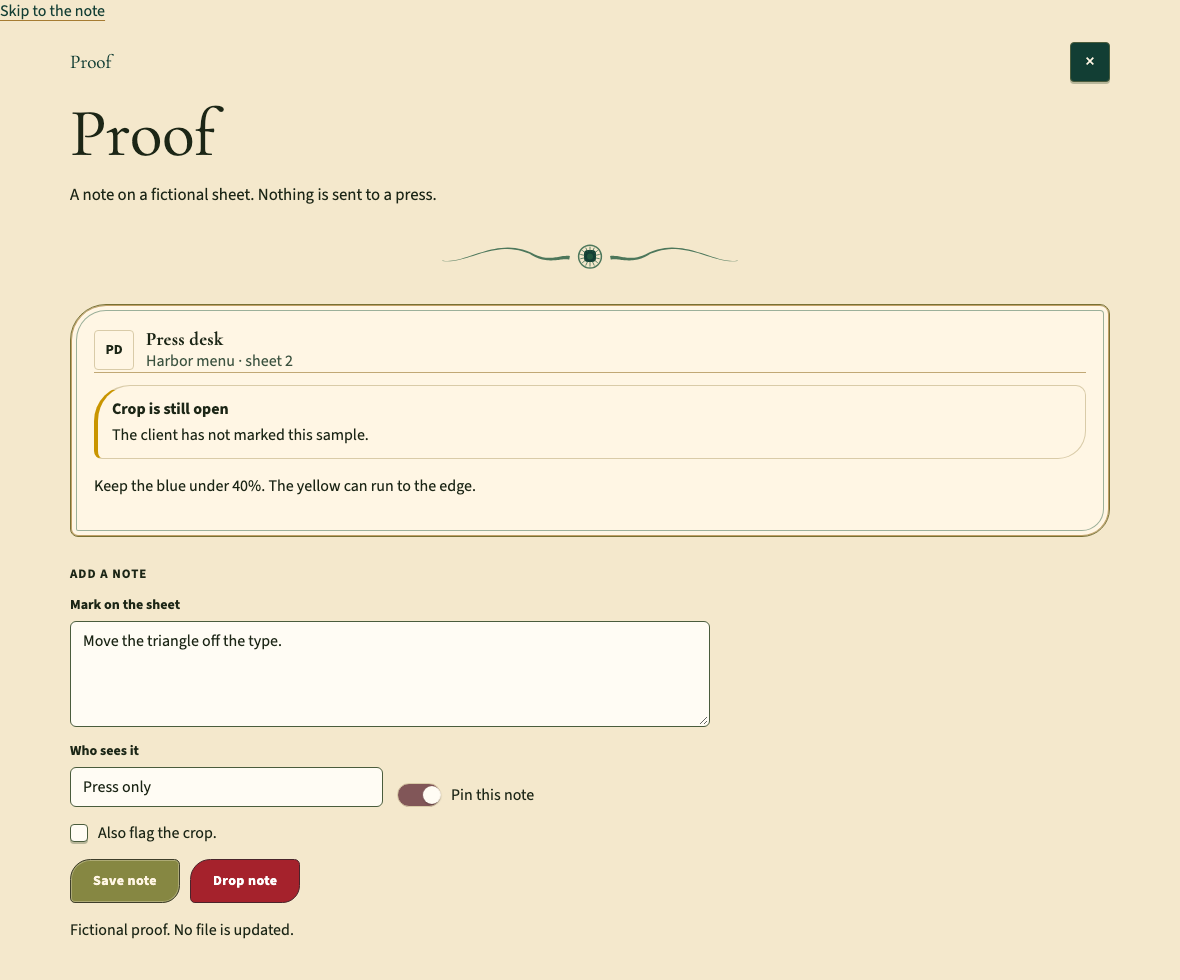 Skip to the note
Proof
×
Proof
A note on a fictional sheet. Nothing is sent to a press.
PD
Press desk
Harbor menu · sheet 2
Crop is still open
The client has not marked this sample.
Keep the blue under 40%. The yellow can run to the edge.
ADD A NOTE
Mark on the sheet
Move the triangle off the type.
Who sees it
Press only
Pin this note
Also flag the crop.
Save note
Drop note
Fictional proof. No file is updated.